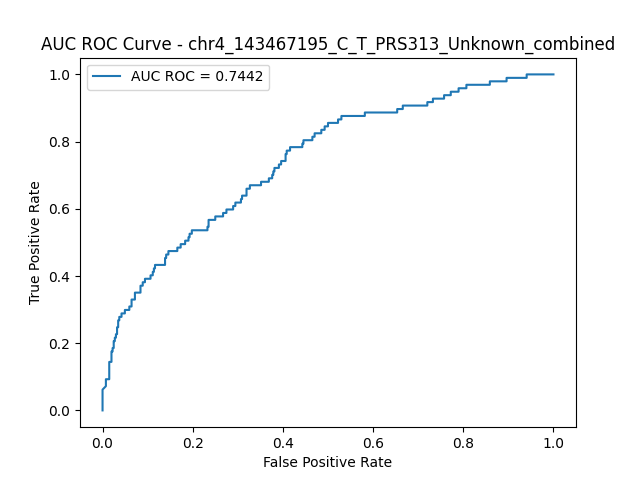 AUC ROC Curve - chr4_143467195_C_T_PRS313_Unknown_combined
AUC ROC = 0.7442
1.0
0.8
0.6
0.4
0.2
0.0
True Positive Rate
0.0 0.2 0.4 0.6 0.8 1.0
False Positive Rate